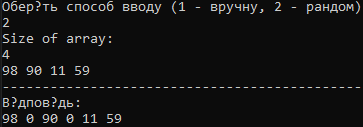 Обер?ть спосiб вводу (1 - вручну, 2 - рандом)
2
Size of array:
4
98 90 11 59
---------------------------------------------
В?дпов?дь:
98 0 90 0 11 59